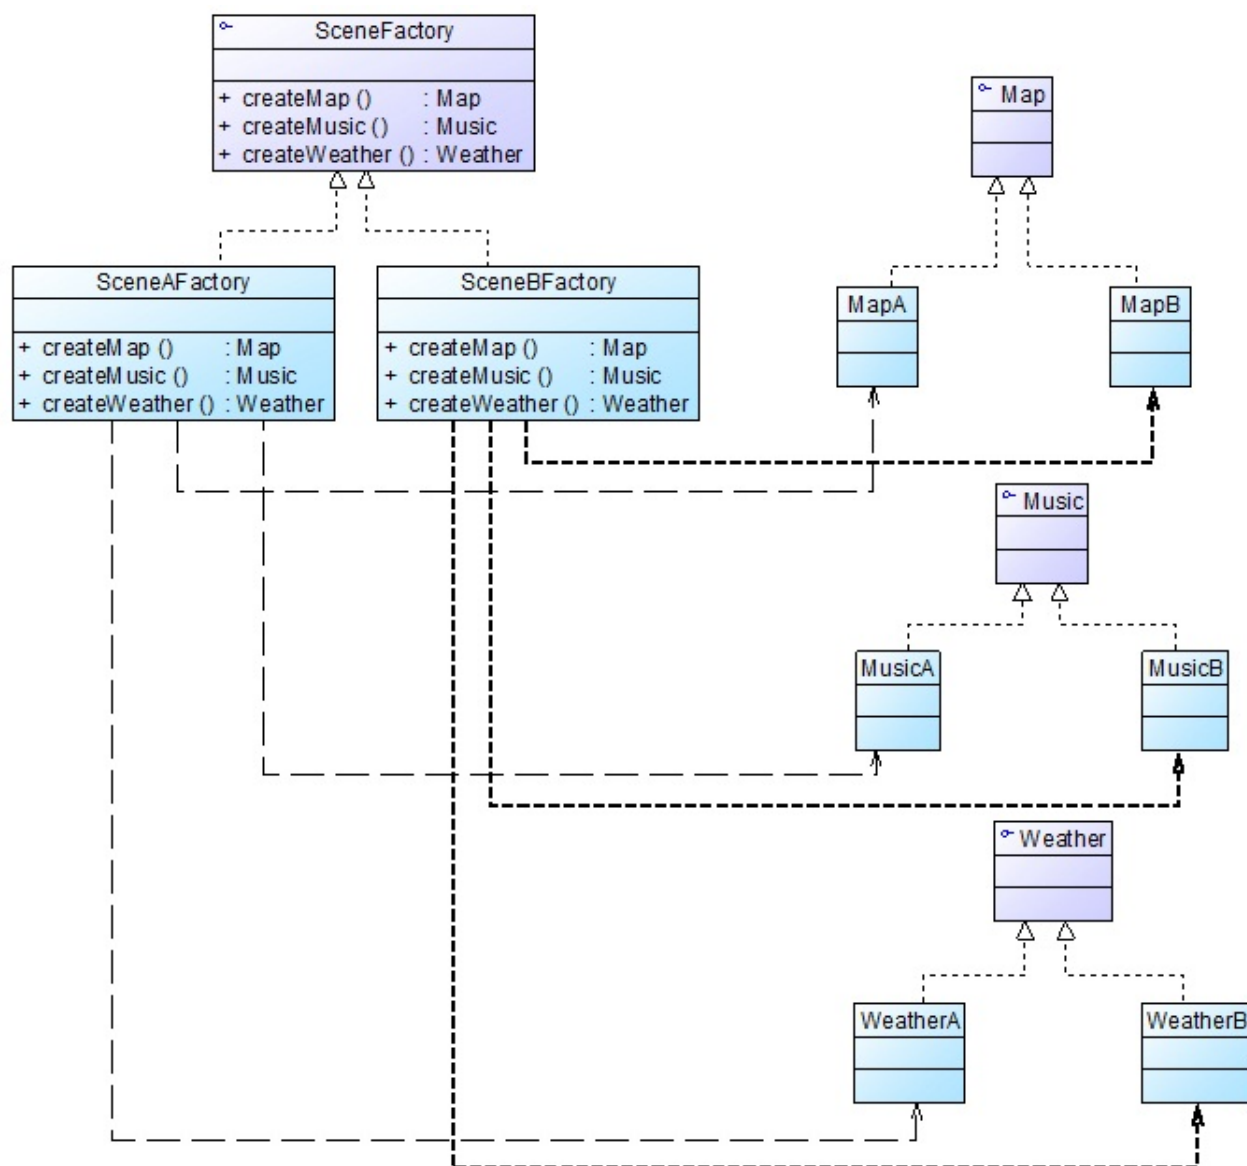 SceneFactory
+ createMap () : Map
+ createMusic () : Music
+ createWeather () : Weather
Map
SceneAFactory
+ createMap () : Map
+ createMusic () : Music
+ createWeather () : Weather
SceneBFactory
+ createMap () : Map
+ createMusic () : Music
+ createWeather () : Weather
MapA
MapB
Music
MusicA
MusicB
Weather
WeatherA
WeatherB